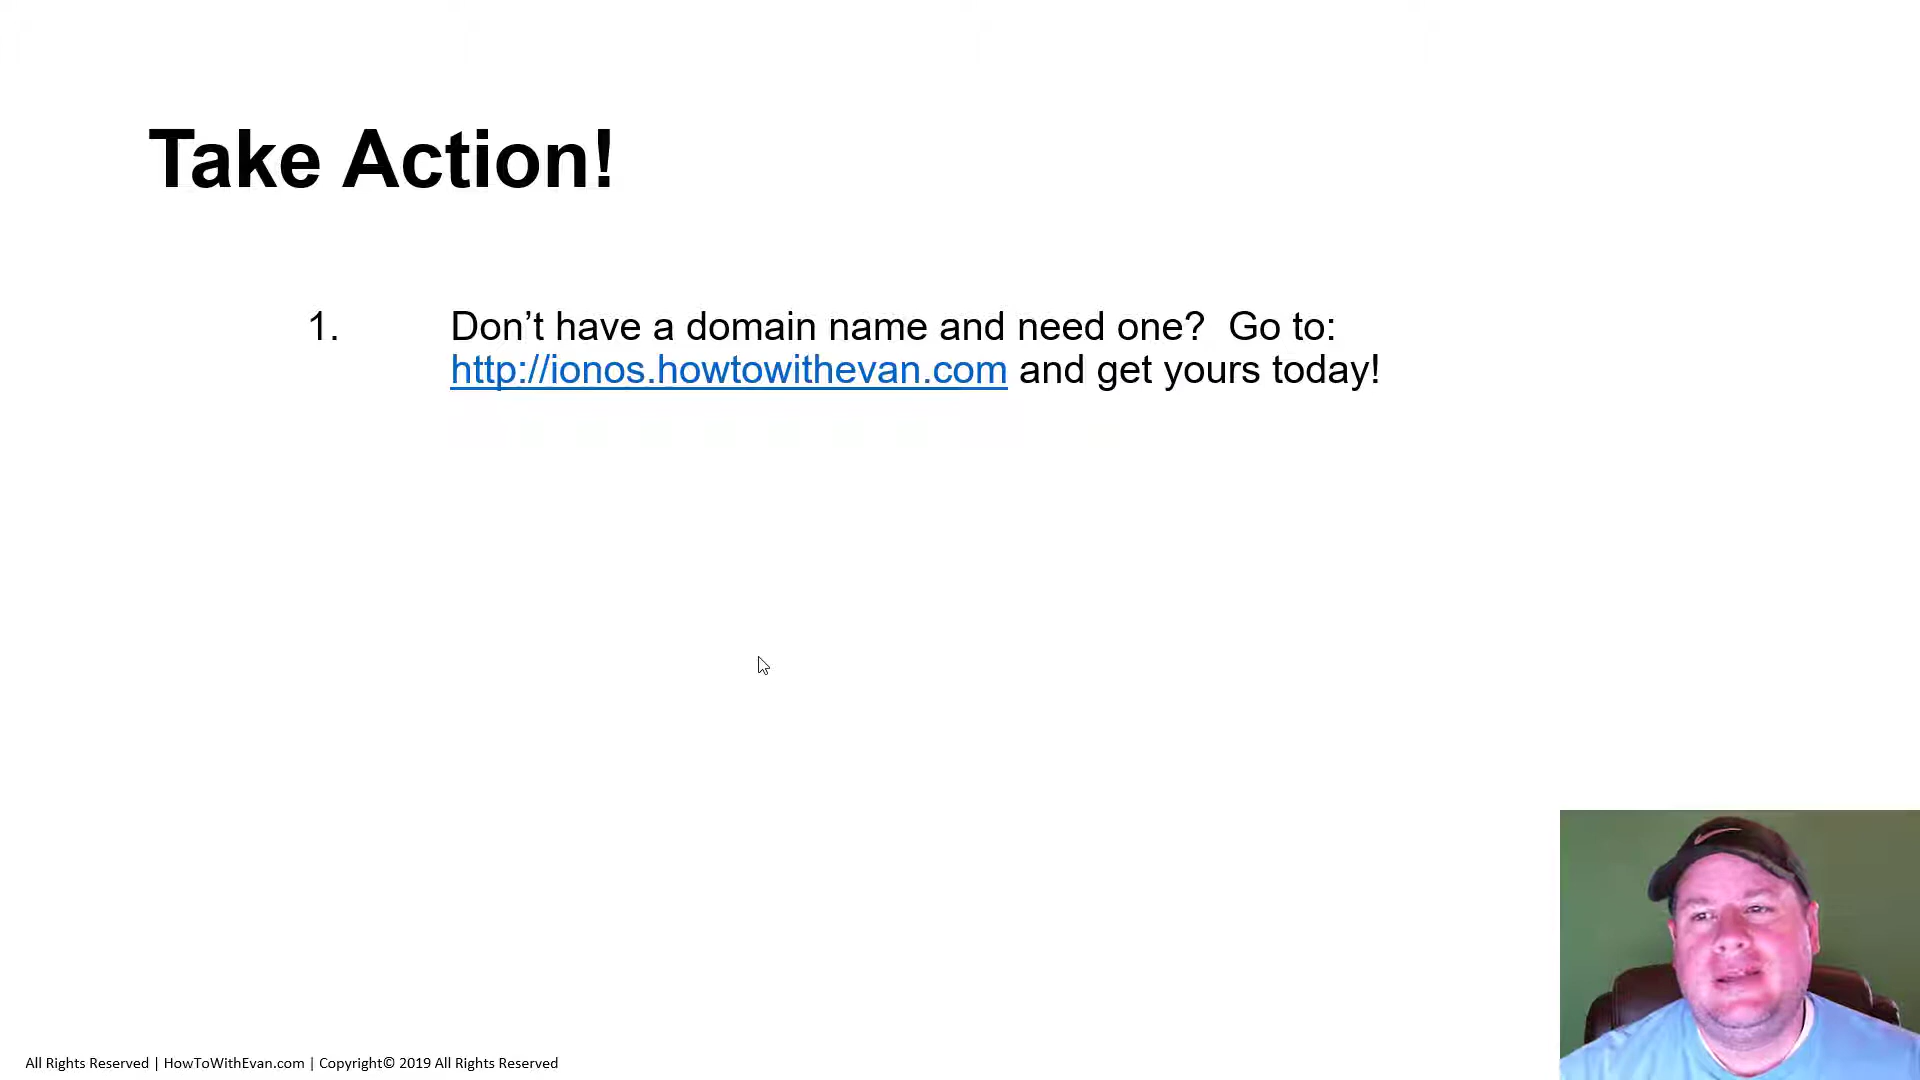 Take Action!
1. Don’t have a domain name and need one?  Go to:
http://ionos.howtowithevan.com and get yours today!
All Rights Reserved | HowToWithEvan.com | Copyright© 2019 All Rights Reserved